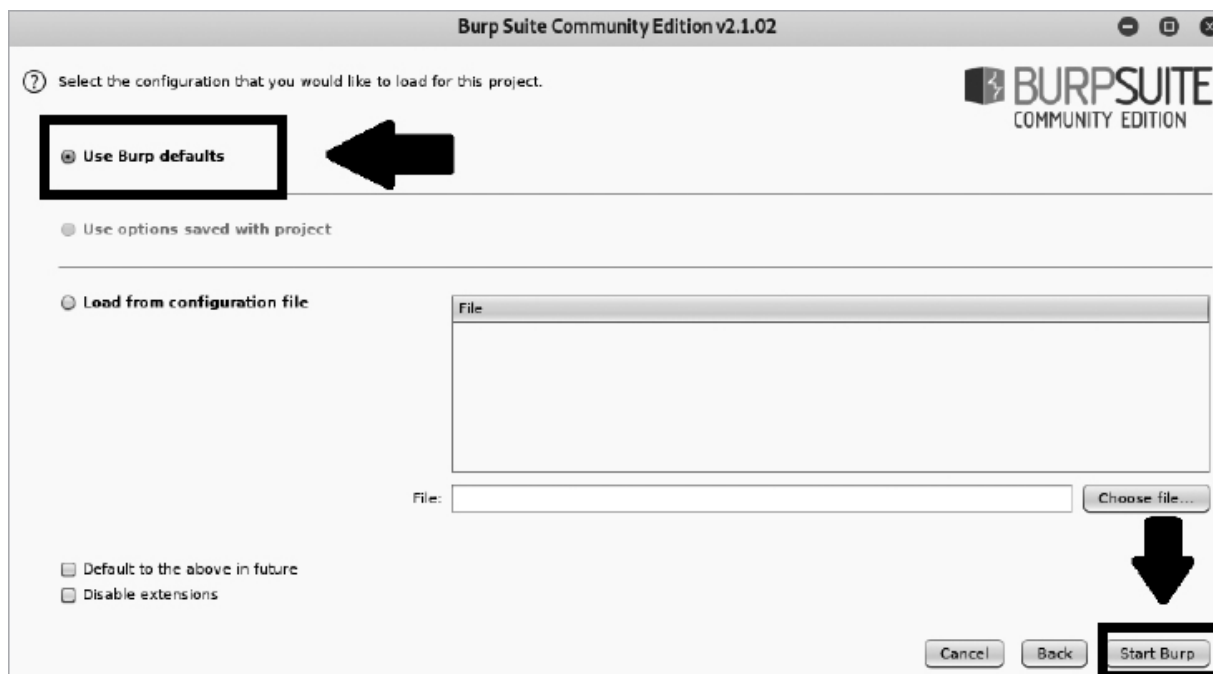 Burp Suite Community Edition v2.1.02
Select the configuration that you would like to load for this project.
BURPSUITE
COMMUNITY EDITION
Use Burp defaults
Use options saved with project
Load from configuration file
File
File:
Choose file...
Default to the above in future
Disable extensions
Cancel
Back
Start Burp